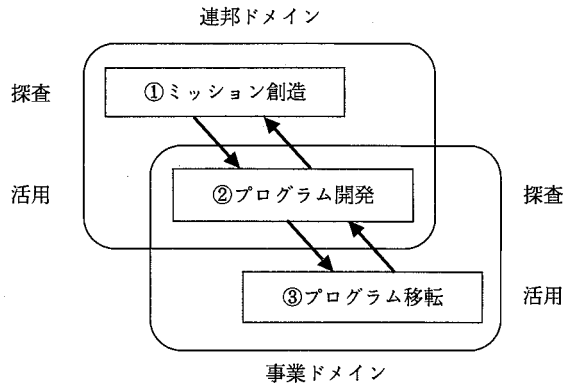 連邦ドメイン
探査
①ミッション創造
活用
②プログラム開発
探査
③プログラム移転
活用
事業ドメイン